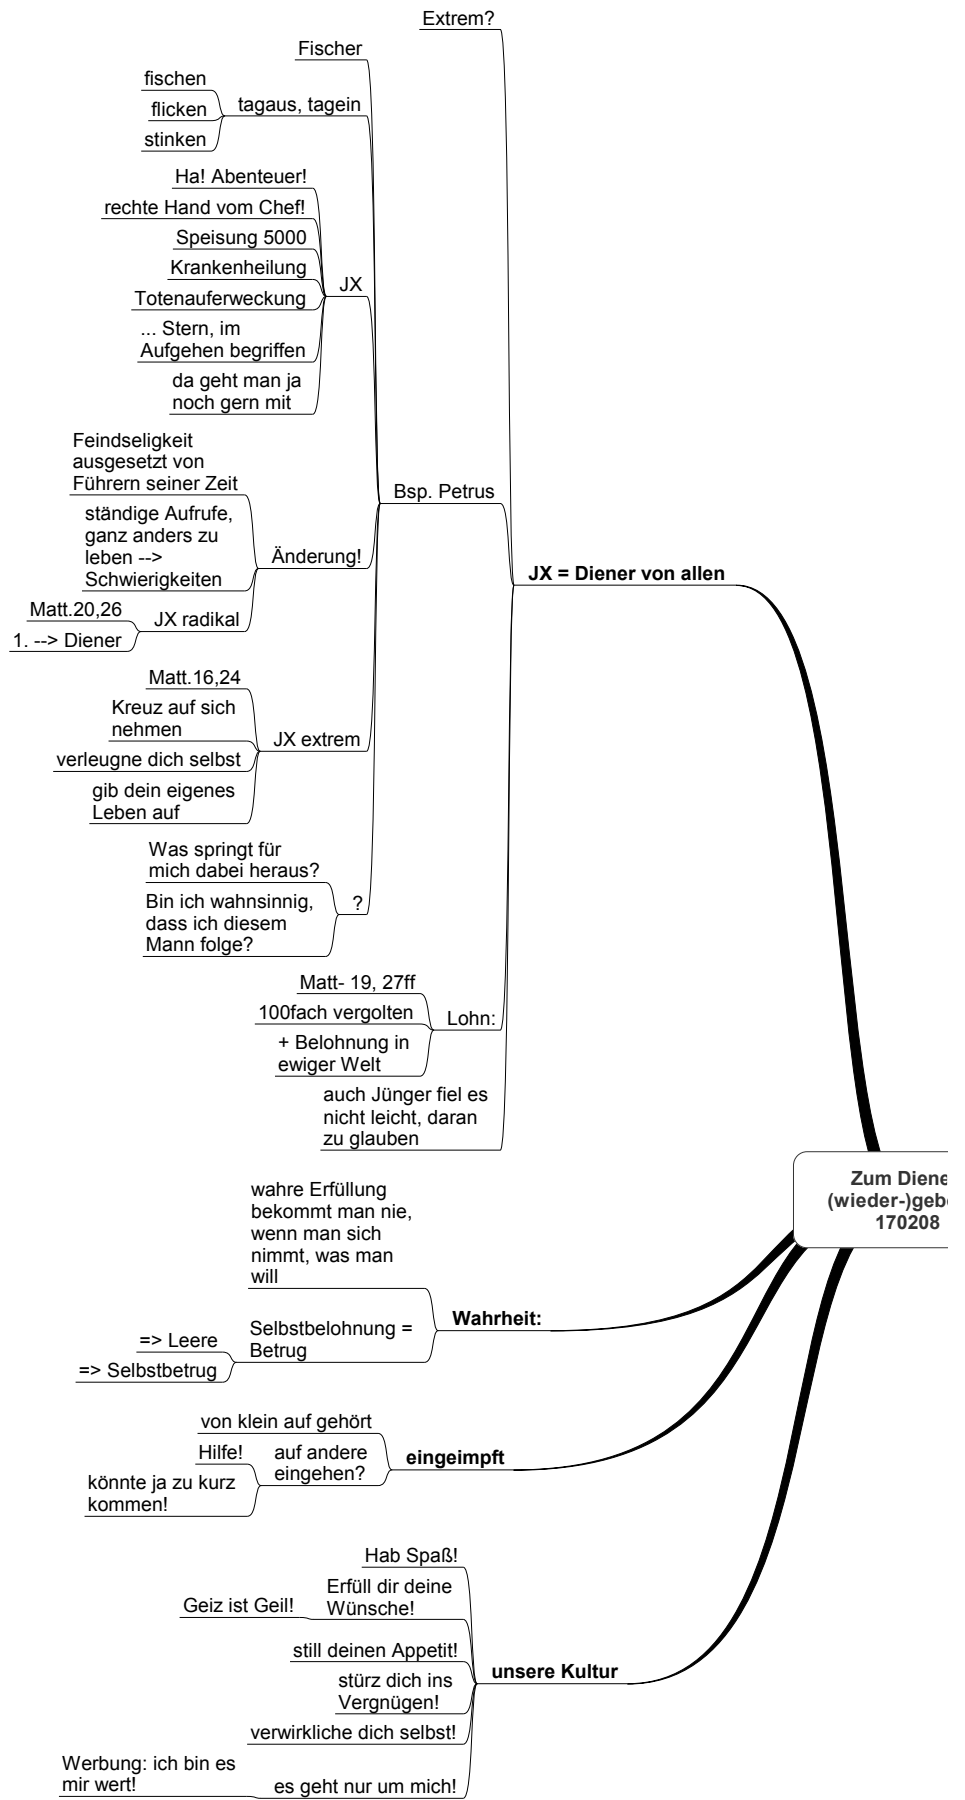 Extrem?
Fischer
fischen
flicken
stinken
tagaus, tagein
Ha! Abenteuer!
rechte Hand vom Chef!
Speisung 5000
Krankenheilung
Totenauferweckung
... Stern, im
Aufgehen begriffen
da geht man ja
noch gern mit
JX
Feindseligkeit
ausgesetzt von
Führern seiner Zeit
ständige Aufrufe,
ganz anders zu
leben -->
Schwierigkeiten
Matt.20,26
1. --> Diener
JX radikal
Änderung!
Matt.16,24
Kreuz auf sich
nehmen
verleugne dich selbst
gib dein eigenes
Leben auf
JX extrem
Was springt für
mich dabei heraus?
Bin ich wahnsinnig,
dass ich diesem
Mann folge?
?
Bsp. Petrus
Matt- 19, 27ff
100fach vergolten
+ Belohnung in
ewiger Welt
Lohn:
auch Jünger fiel es
nicht leicht, daran
zu glauben
JX = Diener von allen
Zum Diene
(wieder-)geb
170208
wahre Erfüllung
bekommt man nie,
wenn man sich
nimmt, was man
will
=> Leere
=> Selbstbetrug
Selbstbelohnung =
Betrug
Wahrheit:
von klein auf gehört
Hilfe!
könnte ja zu kurz
kommen!
auf andere
eingehen?
eingeimpft
Hab Spaß!
Geiz ist Geil!
Erfüll dir deine
Wünsche!
still deinen Appetit!
stürz dich ins
Vergnügen!
verwirkliche dich selbst!
Werbung: ich bin es
mir wert!
es geht nur um mich!
unsere Kultur